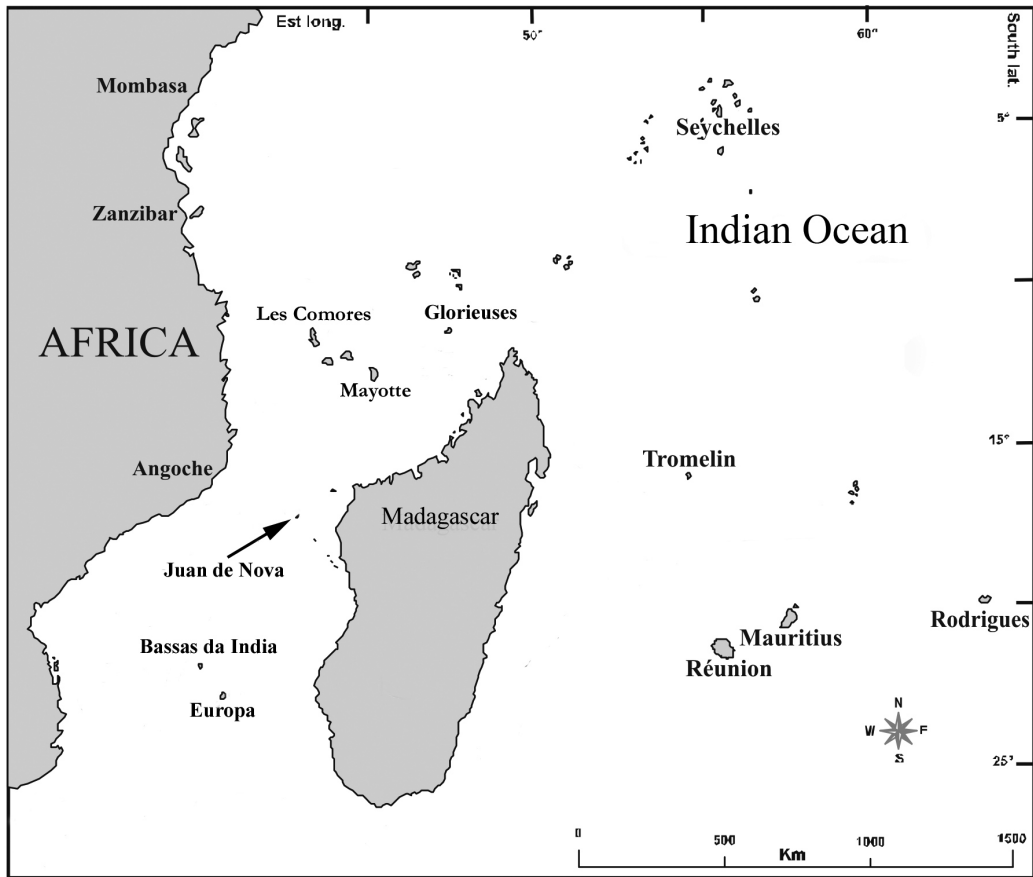 Est long.
50°
60°
South lat.
Mombasa
5°
Seychelles
Zanzibar
Indian Ocean
Les Comores
Glorieuses
AFRICA
Mayotte
15°
Tromelin
Angoche
Madagascar
Juan de Nova
Rodrigues
Mauritius
Bassas da India
Réunion
Europa
N
W E
S
25°
0 500 1000 1500
Km